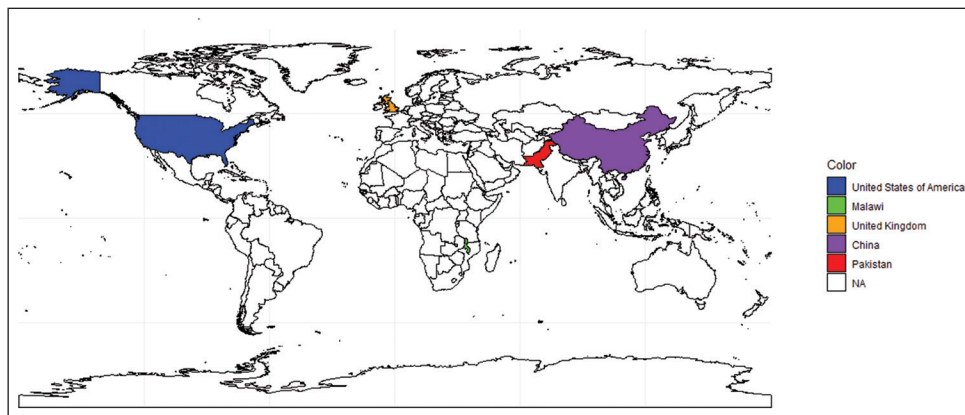 Color
United States of America
Malawi
United Kingdom
China
Pakistan
NA